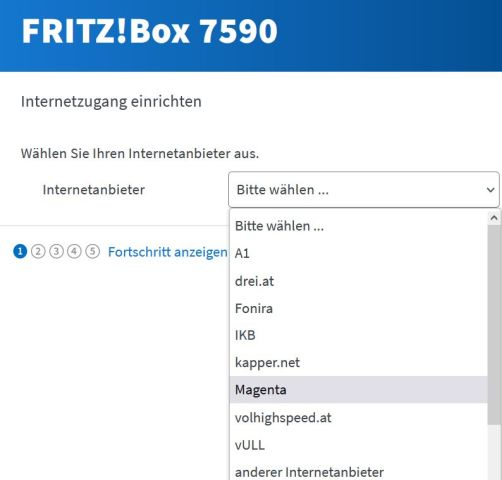 FRITZ!Box 7590
Internetzugang einrichten
Wählen Sie Ihren Internetanbieter aus.
Internetanbieter
Bitte wählen ...
Bitte wählen ...
A1
drei.at
Fonira
IKB
kapper.net
Magenta
volhighspeed.at
vULL
anderer Internetanbieter
1 2 3 4 5 Fortschritt anzeigen